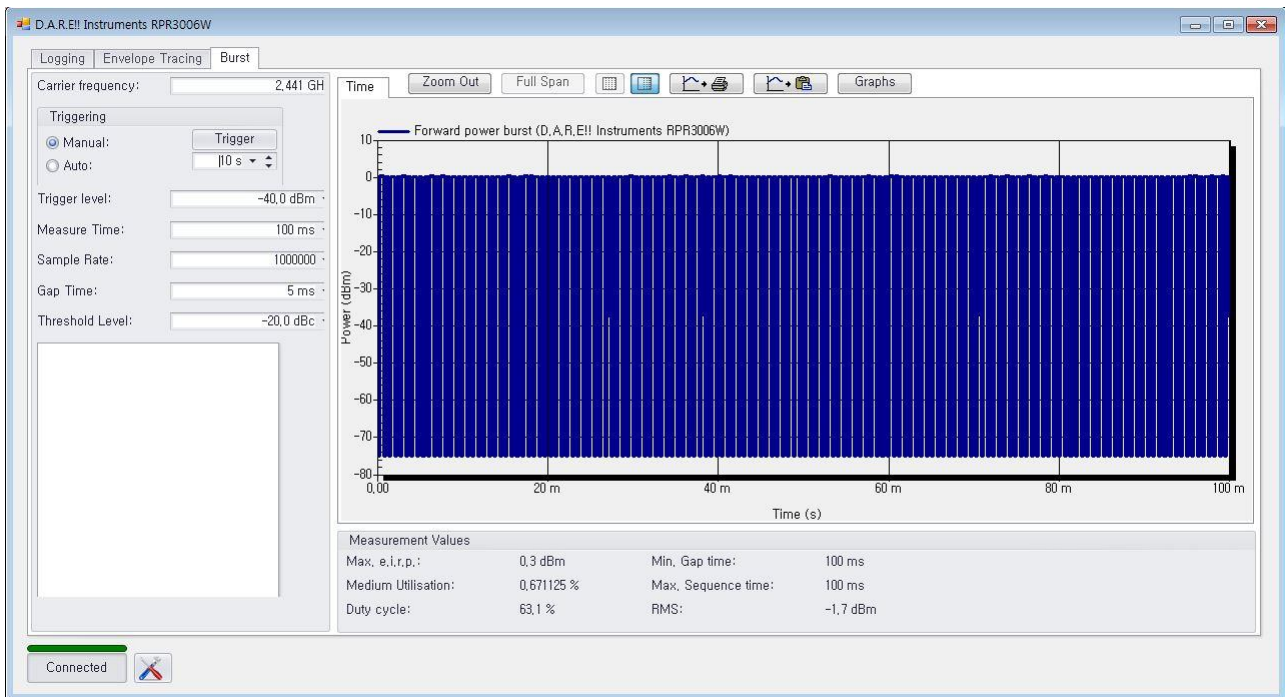 D.A.R.E!! Instruments RPR3006W
Logging Envelope Tracing Burst
Carrier frequency: 2,441 GH
Triggering
Manual: Trigger
Auto: 10 s
Trigger level: -40,0 dBm
Measure Time: 100 ms
Sample Rate: 1000000
Gap Time: 5 ms
Threshold Level: -20,0 dBc
Time Zoom Out Full Span Graphs
Forward power burst (D,A,R,E!! Instruments RPR3006W)
Power (dBm)
10
0
-10
-20
-30
-40
-50
-60
-70
-80
0,00 20 m 40 m 60 m 80 m 100 m
Time (s)
Measurement Values
Max, e,i,r,p,: 0,3 dBm Min, Gap time: 100 ms
Medium Utilisation: 0,671125 % Max, Sequence time: 100 ms
Duty cycle: 63,1 % RMS: -1,7 dBm
Connected